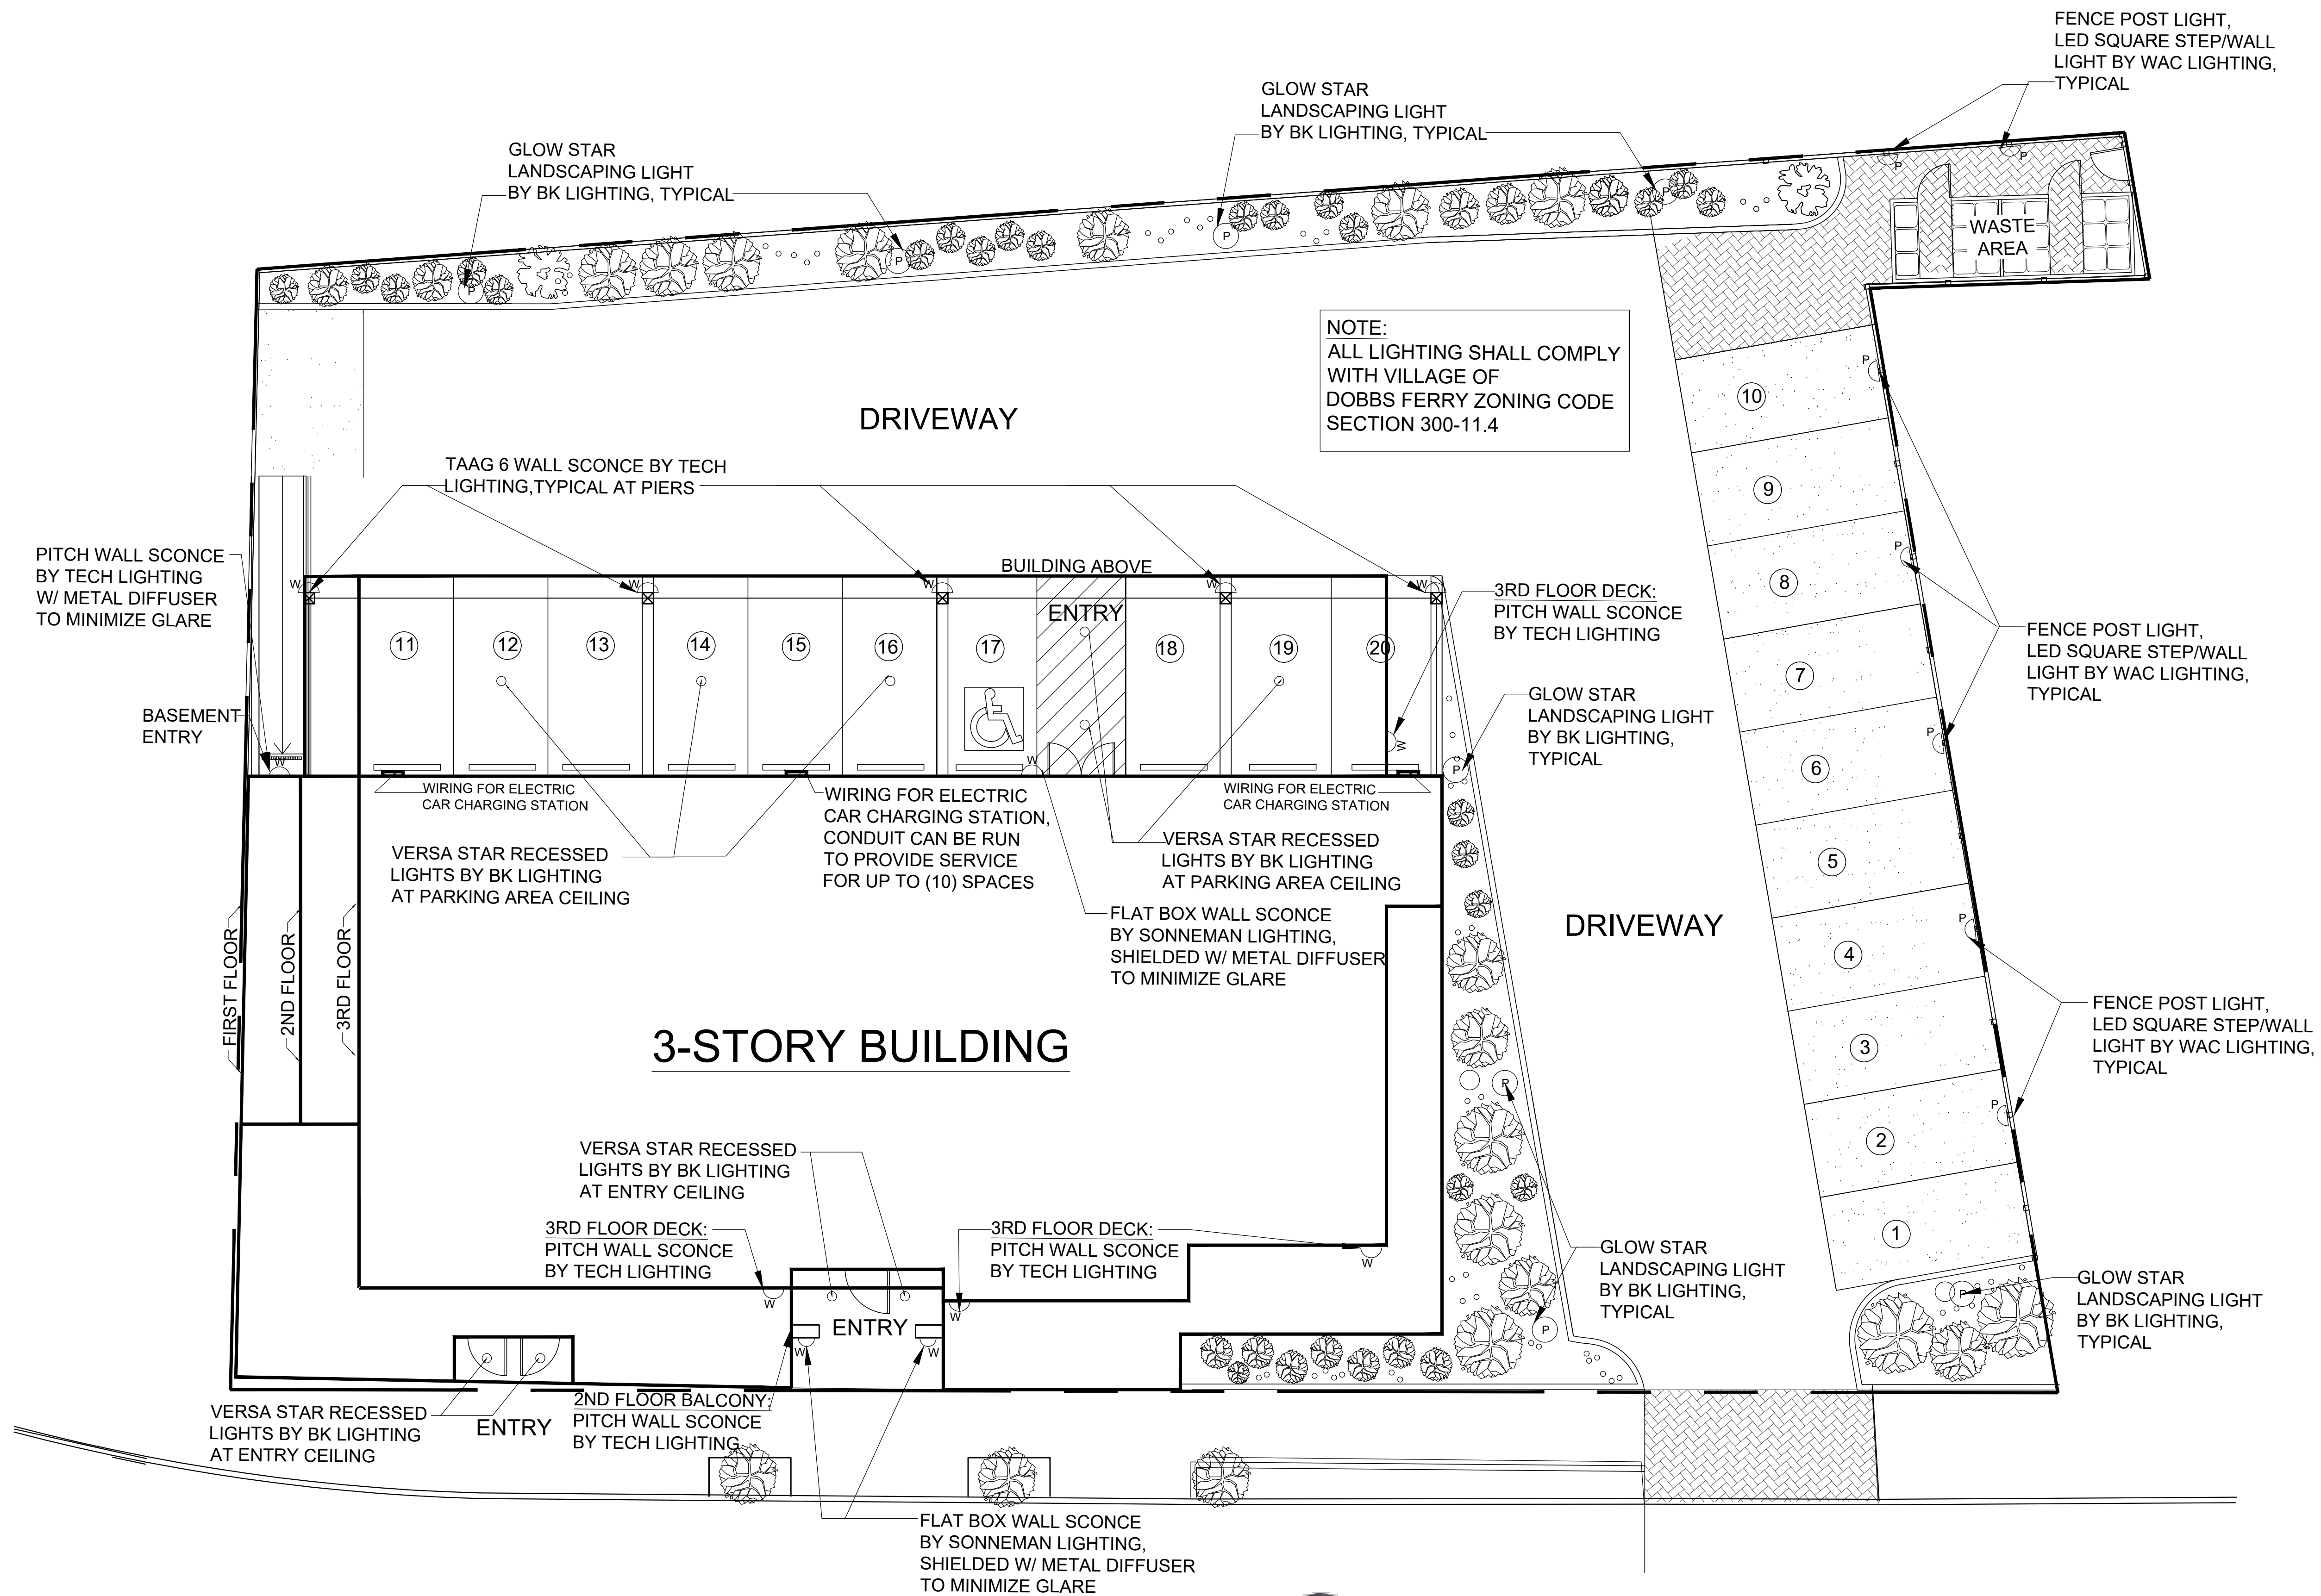 FENCE POST LIGHT,
LED SQUARE STEP/WALL
LIGHT BY WAC LIGHTING,
TYPICAL
GLOW STAR
LANDSCAPING LIGHT
BY BK LIGHTING, TYPICAL
GLOW STAR
LANDSCAPING LIGHT
BY BK LIGHTING, TYPICAL
P
P
P
P
P
P
WASTE
AREA
NOTE:
ALL LIGHTING SHALL COMPLY
WITH VILLAGE OF
DOBBS FERRY ZONING CODE
SECTION 300-11.4
DRIVEWAY
P
10
9
8
7
6
5
4
3
2
1
P
P
P
P
TAAG 6 WALL SCONCE BY TECH
LIGHTING,TYPICAL AT PIERS
PITCH WALL SCONCE
BY TECH LIGHTING
W/ METAL DIFFUSER
TO MINIMIZE GLARE
BUILDING ABOVE
W
W
W
W
W
ENTRY
3RD FLOOR DECK:
PITCH WALL SCONCE
BY TECH LIGHTING
11
12
13
14
15
16
17
18
19
20
FENCE POST LIGHT,
LED SQUARE STEP/WALL
LIGHT BY WAC LIGHTING,
TYPICAL
GLOW STAR
LANDSCAPING LIGHT
BY BK LIGHTING,
TYPICAL
BASEMENT
ENTRY
W
W
W
P
WIRING FOR ELECTRIC
CAR CHARGING STATION
WIRING FOR ELECTRIC
CAR CHARGING STATION,
CONDUIT CAN BE RUN
TO PROVIDE SERVICE
FOR UP TO (10) SPACES
WIRING FOR ELECTRIC
CAR CHARGING STATION
VERSA STAR RECESSED
LIGHTS BY BK LIGHTING
AT PARKING AREA CEILING
VERSA STAR RECESSED
LIGHTS BY BK LIGHTING
AT PARKING AREA CEILING
FLAT BOX WALL SCONCE
BY SONNEMAN LIGHTING,
SHIELDED W/ METAL DIFFUSER
TO MINIMIZE GLARE
DRIVEWAY
FIRST FLOOR
2ND FLOOR
3RD FLOOR
3-STORY BUILDING
FENCE POST LIGHT,
LED SQUARE STEP/WALL
LIGHT BY WAC LIGHTING,
TYPICAL
P
P
VERSA STAR RECESSED
LIGHTS BY BK LIGHTING
AT ENTRY CEILING
3RD FLOOR DECK:
PITCH WALL SCONCE
BY TECH LIGHTING
3RD FLOOR DECK:
PITCH WALL SCONCE
BY TECH LIGHTING
W
W
W
ENTRY
W
W
GLOW STAR
LANDSCAPING LIGHT
BY BK LIGHTING,
TYPICAL
P
GLOW STAR
LANDSCAPING LIGHT
BY BK LIGHTING,
TYPICAL
P
VERSA STAR RECESSED
LIGHTS BY BK LIGHTING
AT ENTRY CEILING
ENTRY
2ND FLOOR BALCONY:
PITCH WALL SCONCE
BY TECH LIGHTING
FLAT BOX WALL SCONCE
BY SONNEMAN LIGHTING,
SHIELDED W/ METAL DIFFUSER
TO MINIMIZE GLARE